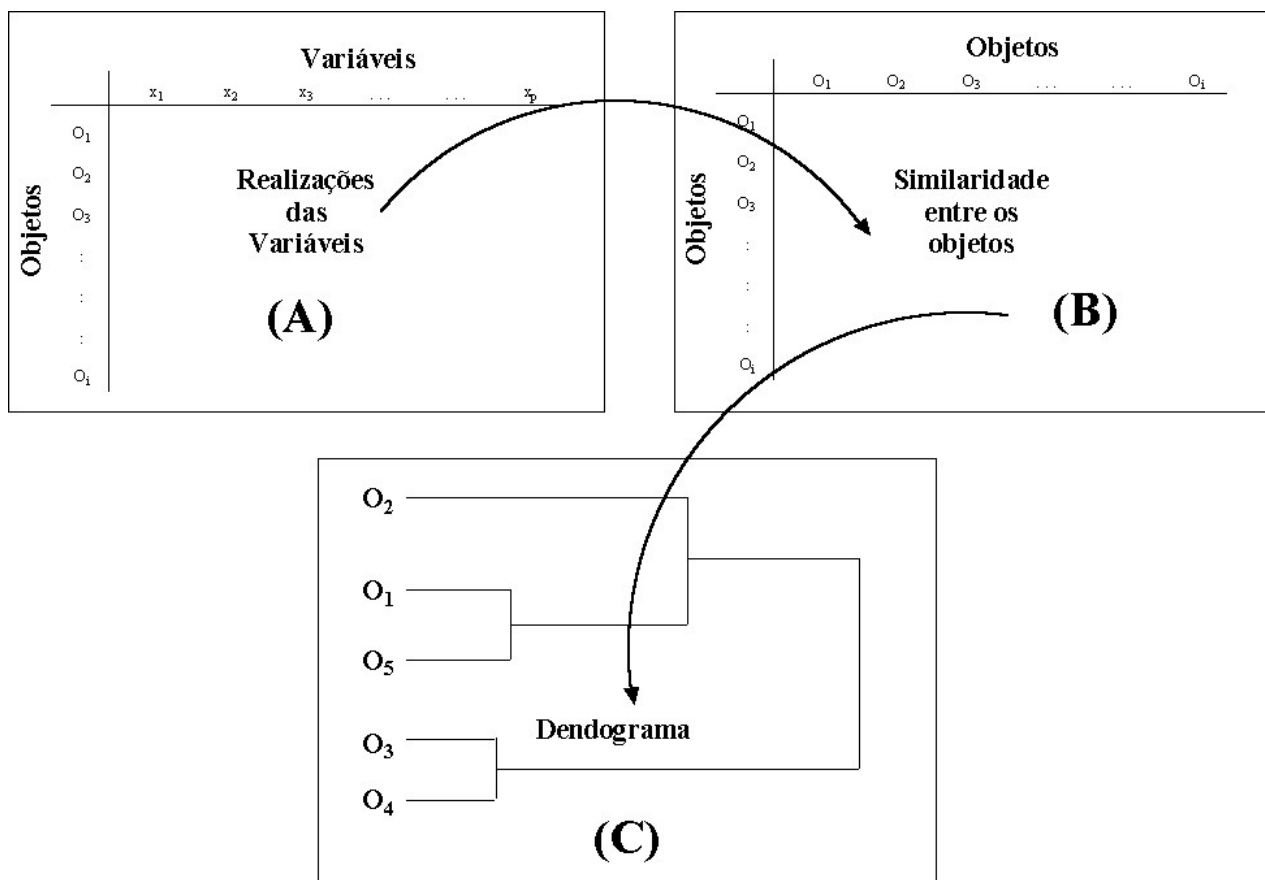 Variáveis
x1 x2 x3 ... ... xp
Objetos
O1
O2
O3
:
:
:
Oi
Realizações
das
Variáveis
(A)
Objetos
O1 O2 O3 ... ... Oi
Objetos
O1
O2
O3
:
:
:
Oi
Similaridade
entre os
objetos
(B)
O2
O1
O5
O3
O4
Dendograma
(C)